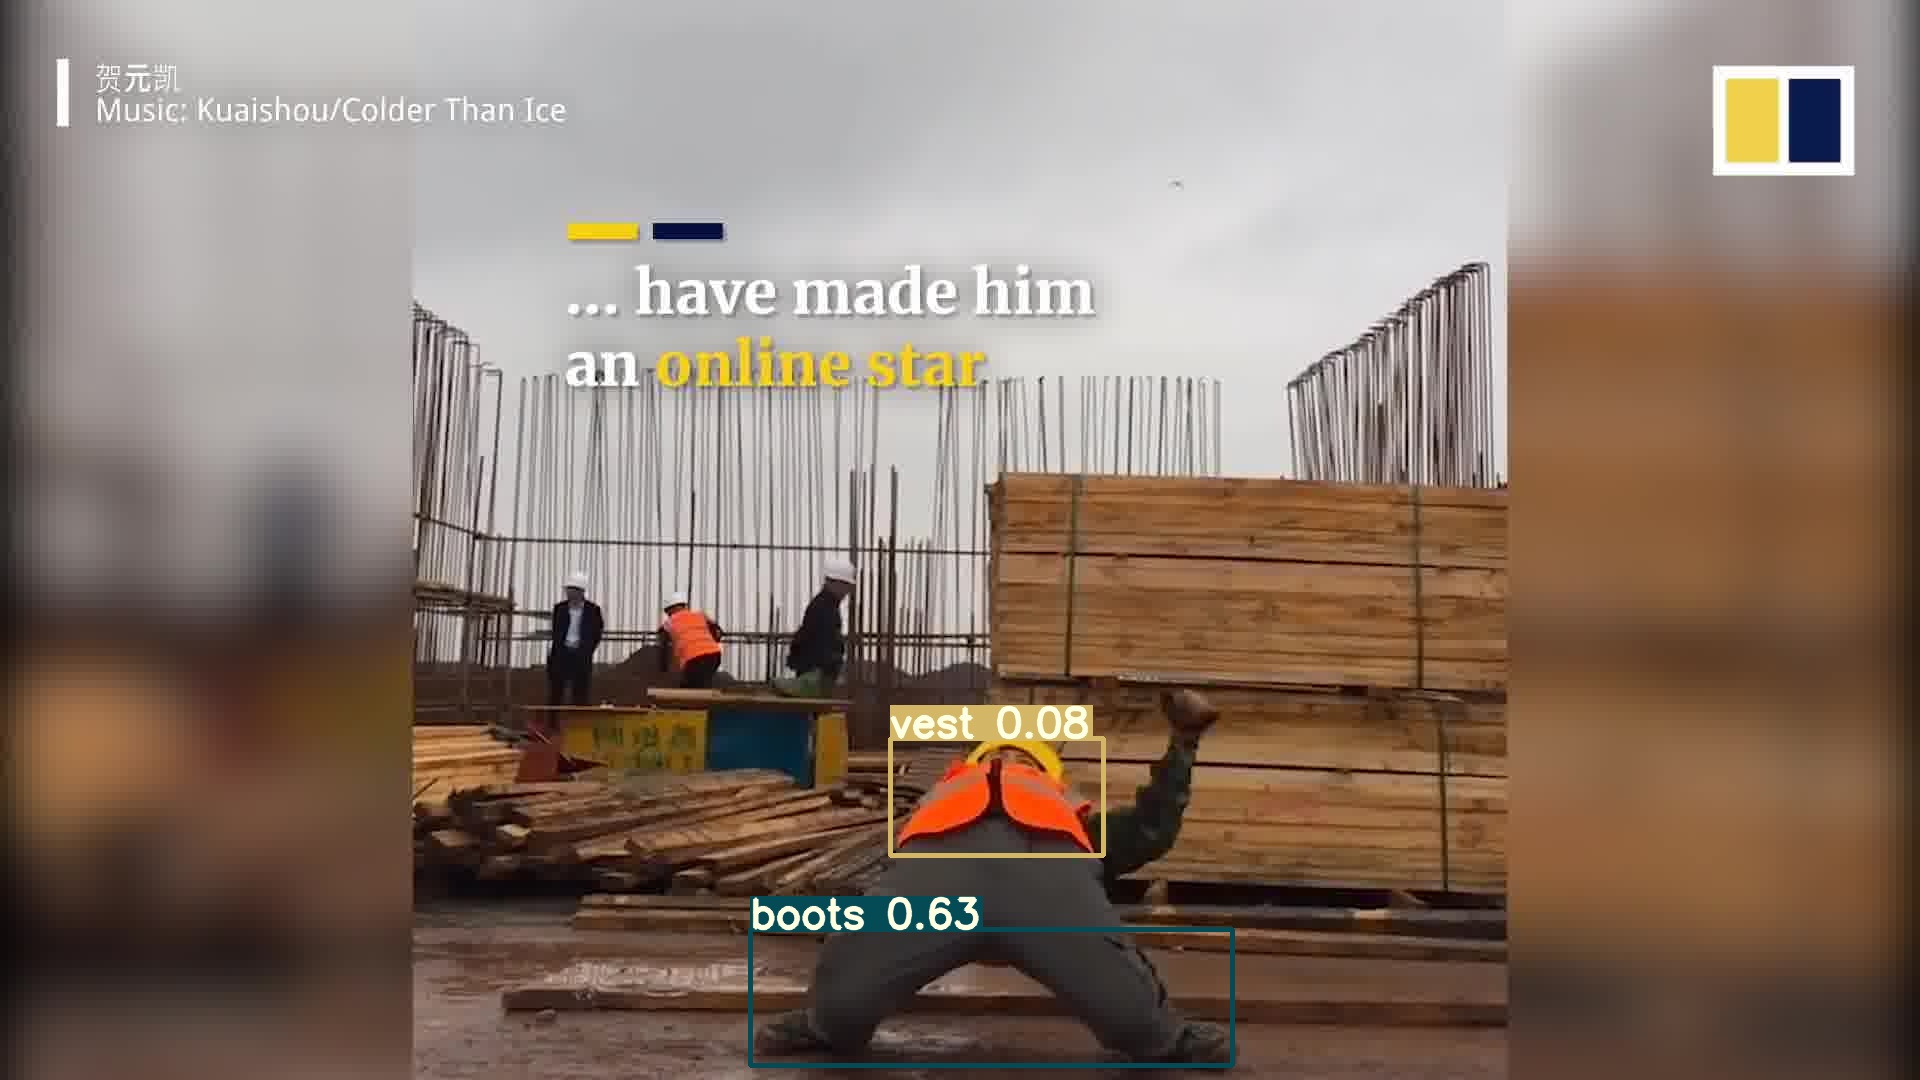 贺元凯
Music: Kuaishou/Colder Than Ice
... have made him
an online star
vest 0.08
boots 0.63